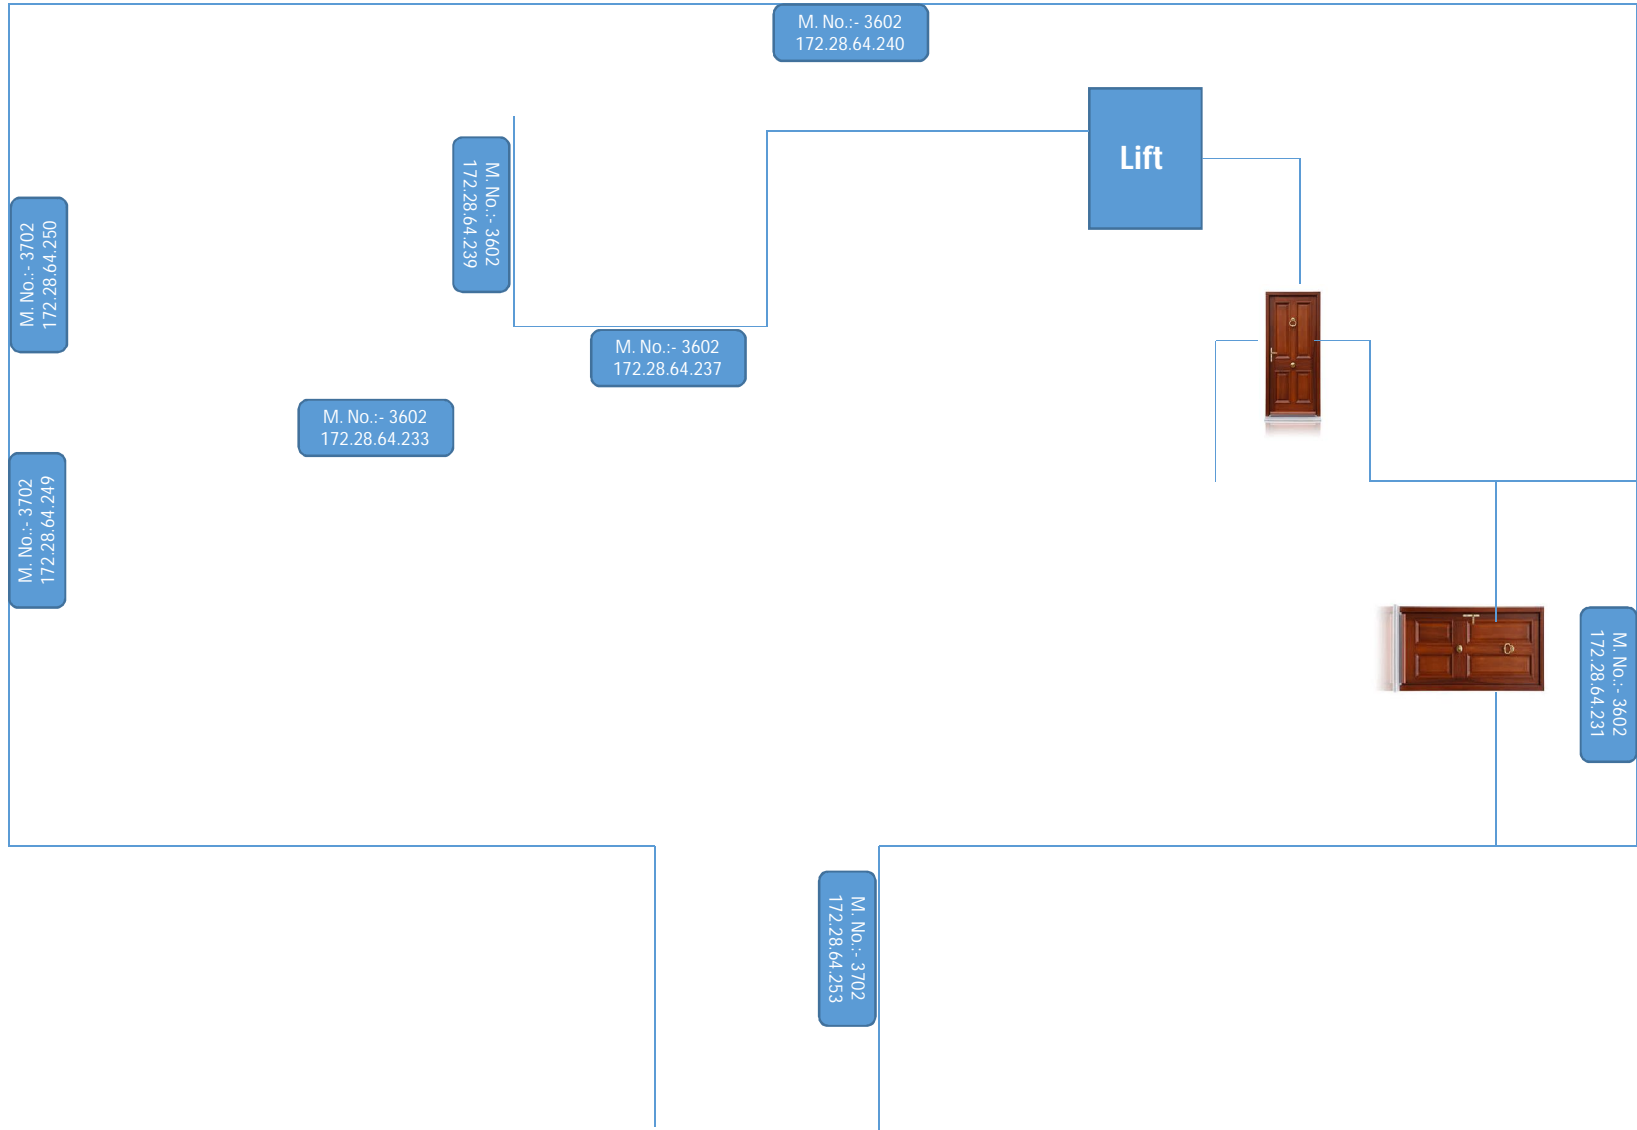 M. No.:- 3602
172.28.64.240
Lift
M. No.:- 3602
172.28.64.239
M. No.:- 3702
172.28.64.250
M. No.:- 3602
172.28.64.237
M. No.:- 3602
172.28.64.233
M. No.:- 3702
172.28.64.249
M. No.:- 3602
172.28.64.231
M. No.:- 3702
172.28.64.253